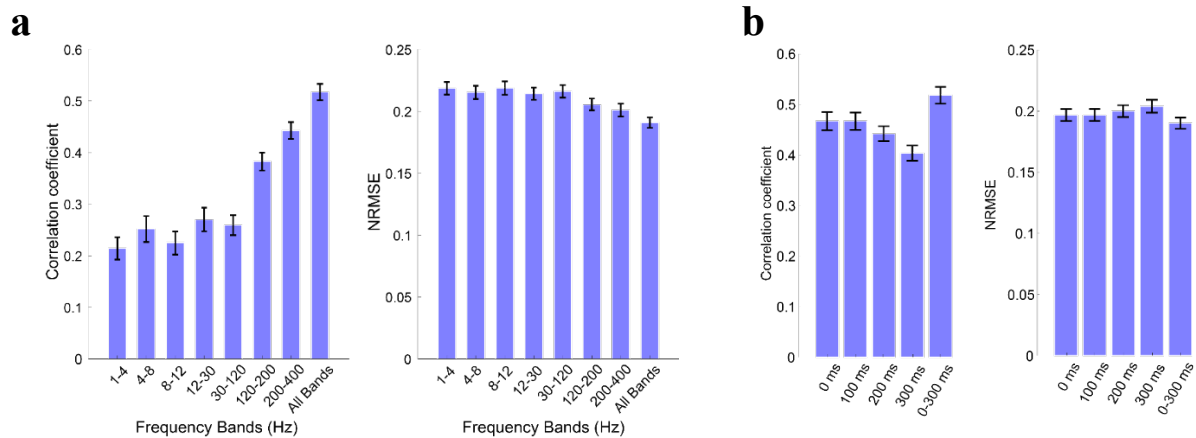 a
0.6
0.5
0.4
0.3
0.2
0.1
0
Correlation coefficient
1-4
4-8
8-12
12-30
30-120
120-200
200-400
All Bands
Frequency Bands (Hz)
0.25
0.2
0.15
0.1
0.05
0
NRMSE
1-4
4-8
8-12
12-30
30-120
120-200
200-400
All Bands
Frequency Bands (Hz)
b
0.6
0.5
0.4
0.3
0.2
0.1
0
Correlation coefficient
0 ms
100 ms
200 ms
300 ms
0-300 ms
0.25
0.2
0.15
0.1
0.05
0
NRMSE
0 ms
100 ms
200 ms
300 ms
0-300 ms